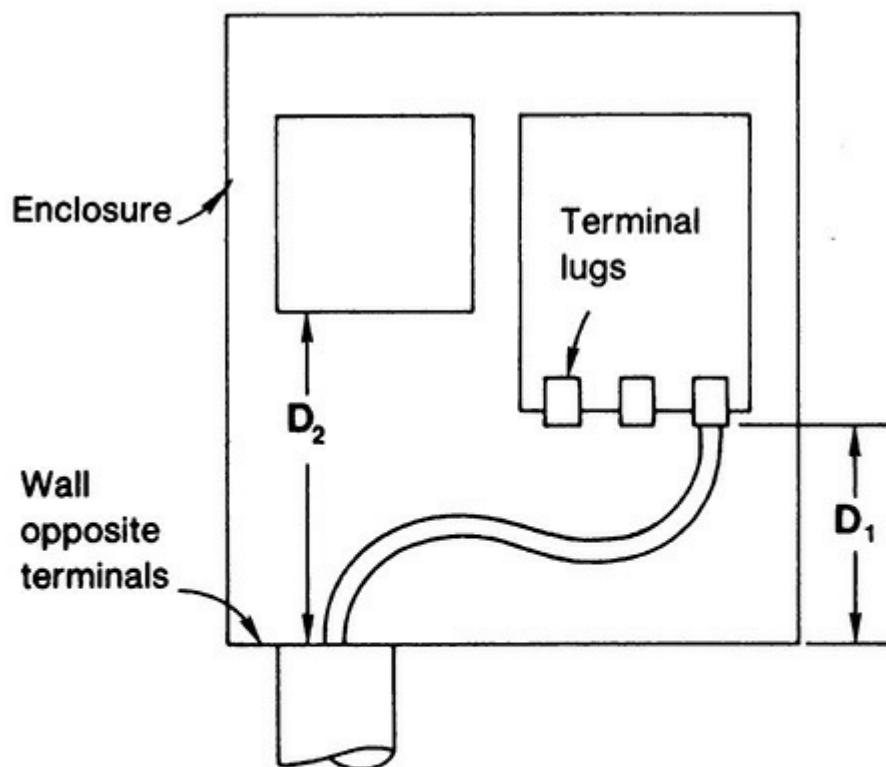 Enclosure
Terminal
lugs
D₂
Wall
opposite
terminals
D₁